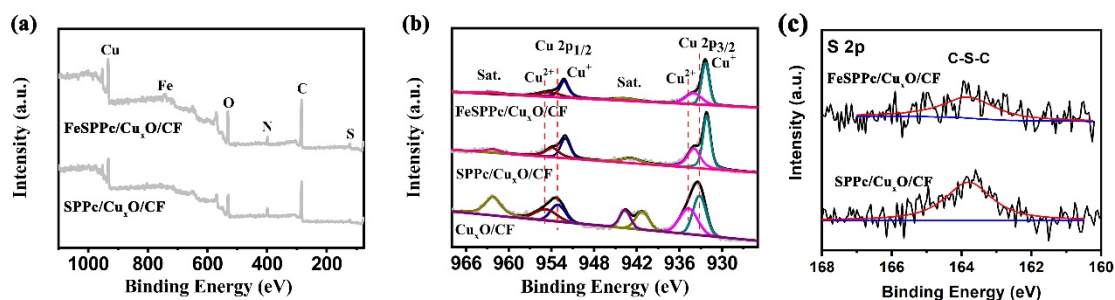 (a)
Cu
Fe
O
N
C
S
FeSPPc/CuₓO/CF
SPPc/CuₓO/CF
Intensity (a.u.)
1000 800 600 400 200
Binding Energy (eV)
(b)
Cu 2p₁/₂
Cu 2p₃/₂
Sat.
Cu²⁺
Cu⁺
Sat.
Cu²⁺
Cu⁺
FeSPPc/CuₓO/CF
SPPc/CuₓO/CF
CuₓO/CF
Intensity (a.u.)
966 960 954 948 942 936 930
Binding Energy (eV)
(c)
S 2p
C-S-C
FeSPPc/CuₓO/CF
SPPc/CuₓO/CF
Intensity (a.u.)
168 166 164 162 160
Binding Energy (eV)